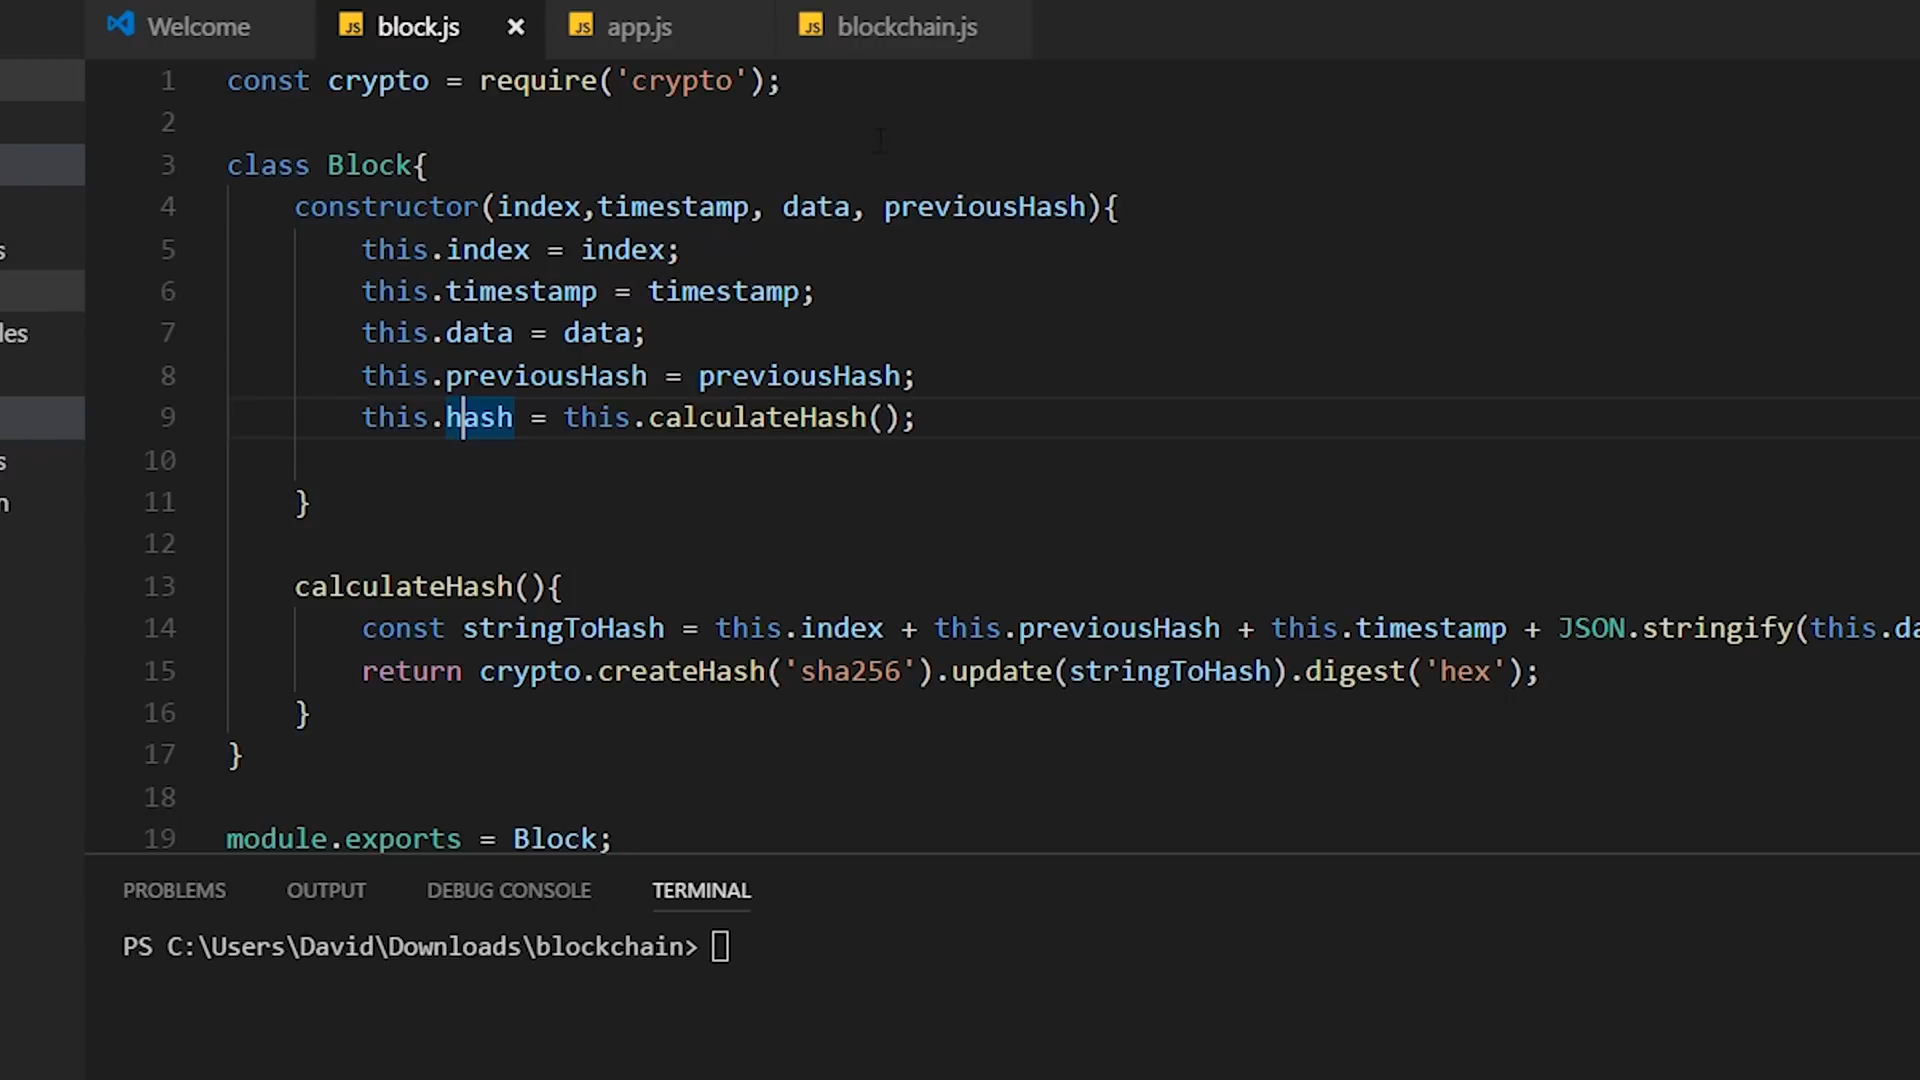 Welcome
JS block.js ×
JS app.js
JS blockchain.js
1 const crypto = require('crypto');
2
3 class Block{
4 constructor(index,timestamp, data, previousHash){
5 this.index = index;
6 this.timestamp = timestamp;
7 this.data = data;
8 this.previousHash = previousHash;
9 this.hash = this.calculateHash();
10
11 }
12
13 calculateHash(){
14 const stringToHash = this.index + this.previousHash + this.timestamp + JSON.stringify(this.da
15 return crypto.createHash('sha256').update(stringToHash).digest('hex');
16 }
17 }
18
19 module.exports = Block;
s
les
s
n
PROBLEMS OUTPUT DEBUG CONSOLE TERMINAL
PS C:\Users\David\Downloads\blockchain>